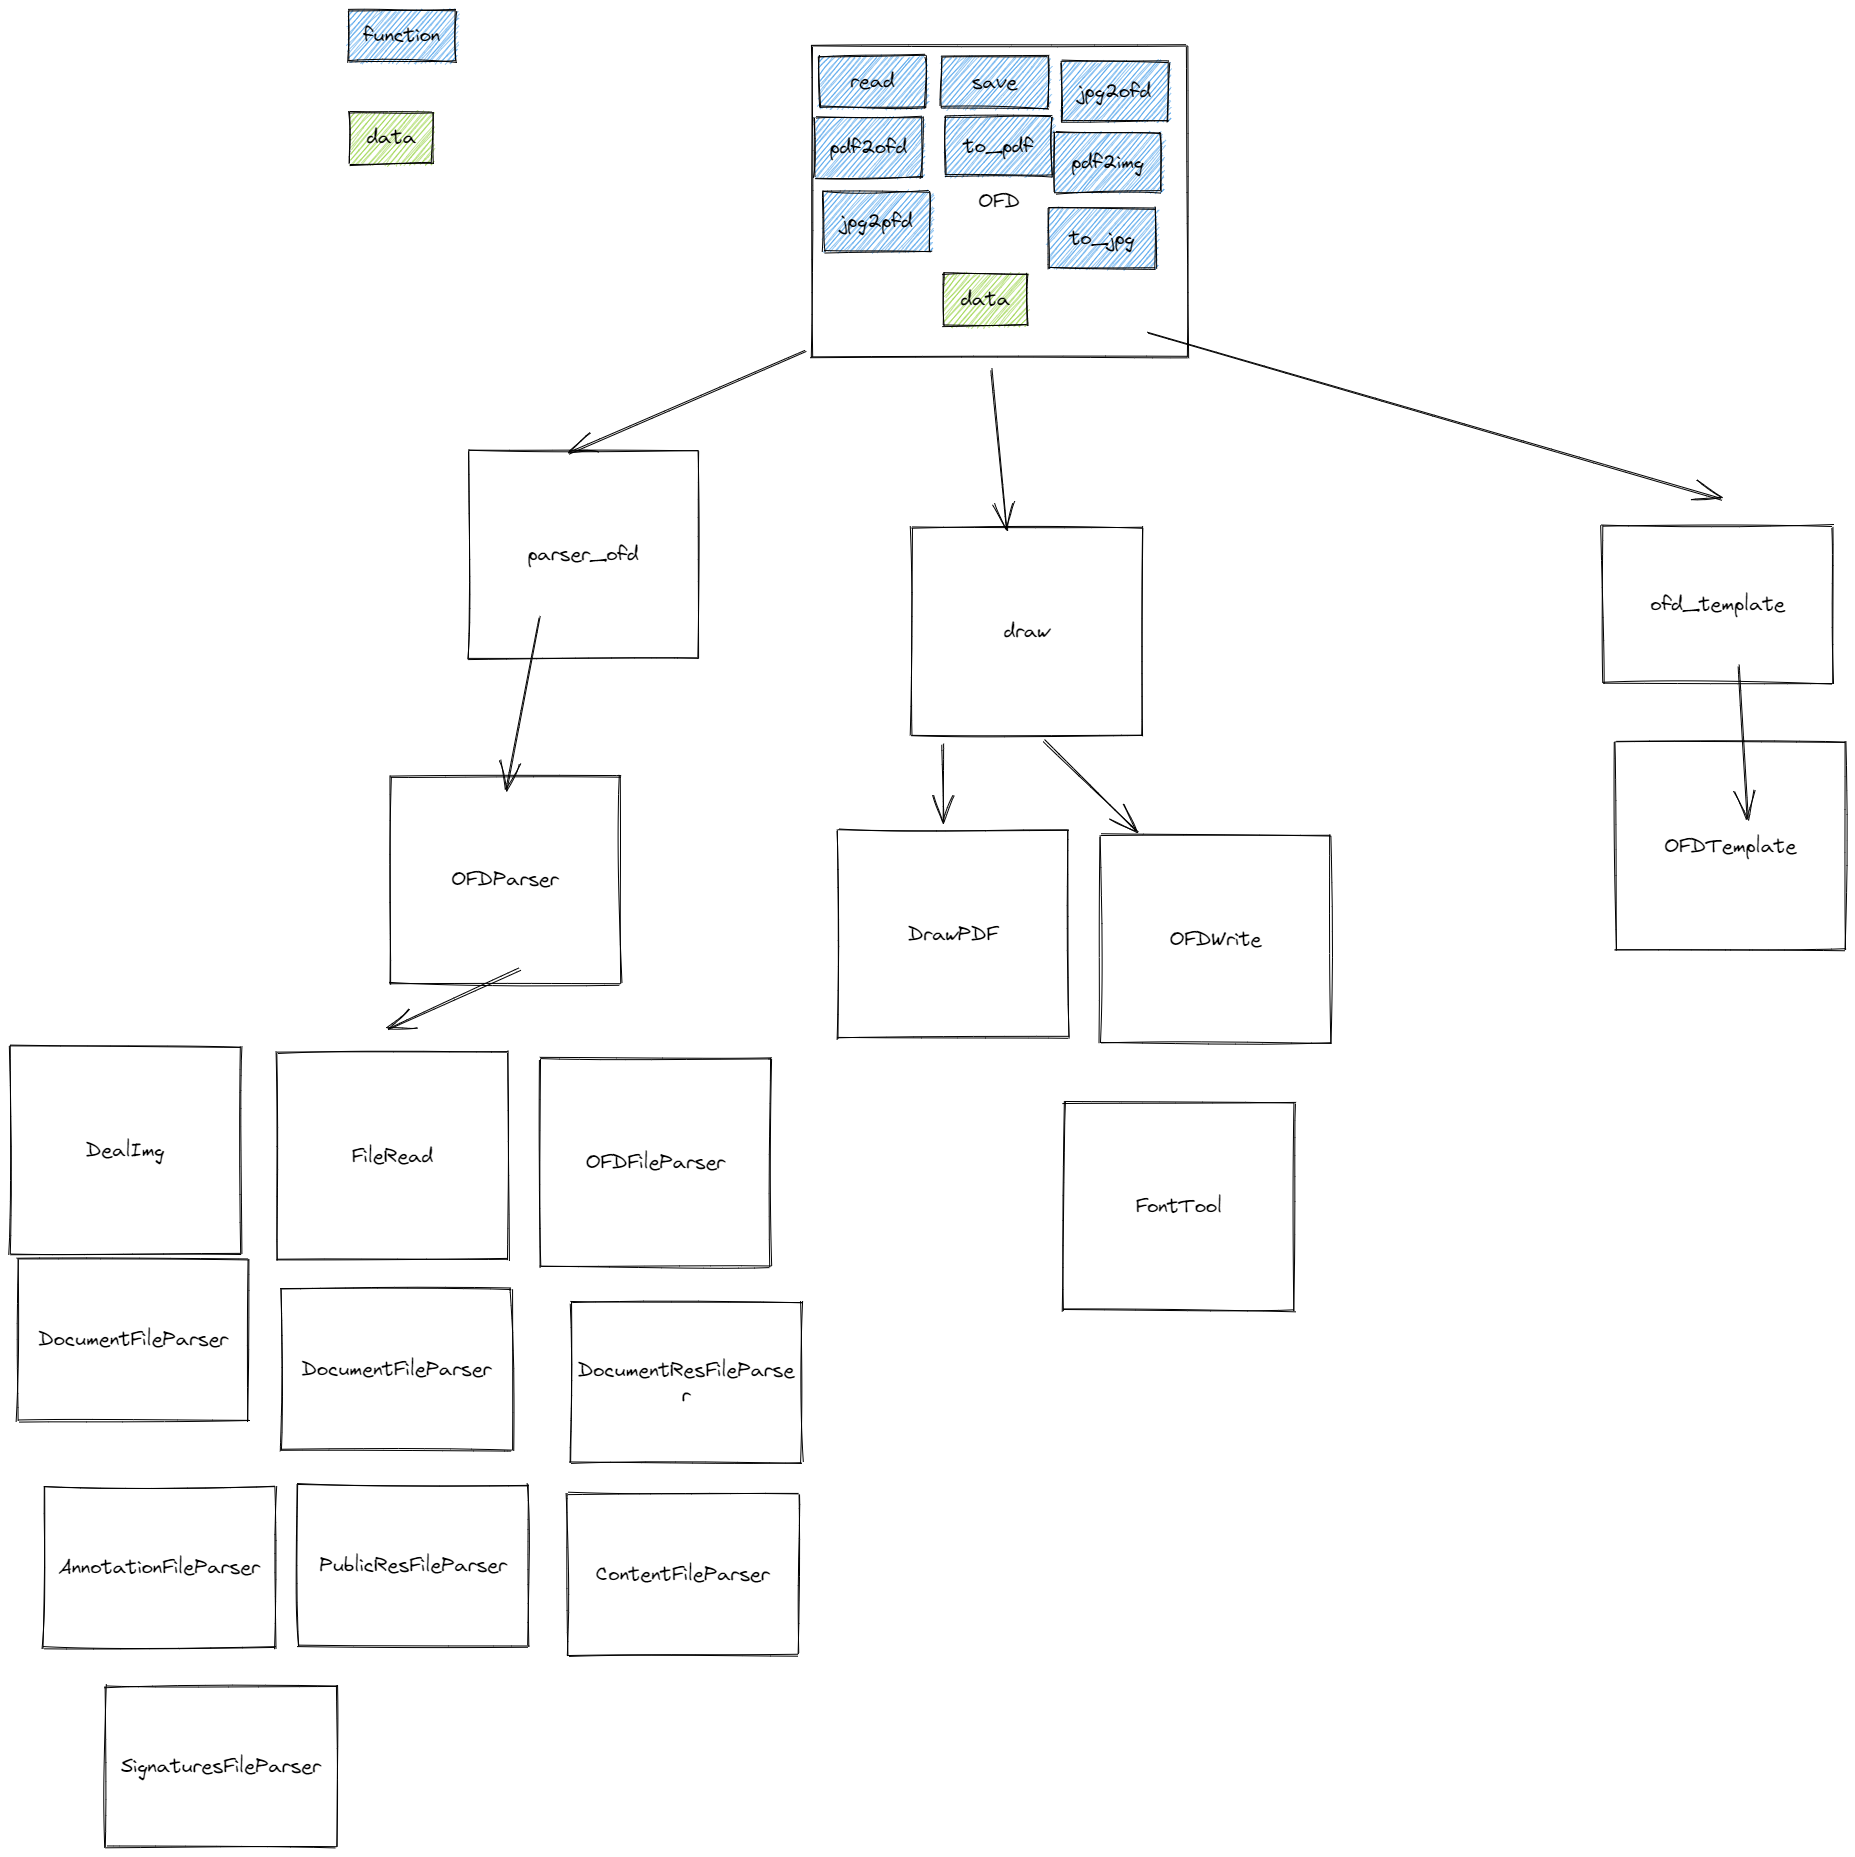 function
data
read
save
jpg2ofd
pdf2ofd
to_pdf
pdf2img
OFD
jpg2pfd
to_jpg
data
parser_ofd
draw
ofd_template
OFDParser
OFDTemplate
DrawPDF
OFDWrite
DealImg
FileRead
OFDFileParser
FontTool
DocumentFileParser
DocumentFileParser
DocumentResFileParse
r
AnnotationFileParser
PublicResFileParser
ContentFileParser
SignaturesFileParser